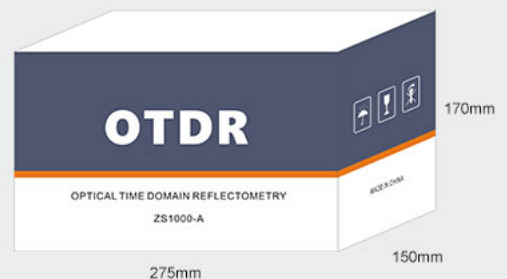 OTDR
OPTICAL TIME DOMAIN REFLECTOMETRY
ZS1000-A
MADE IN CHINA
170mm
150mm
275mm